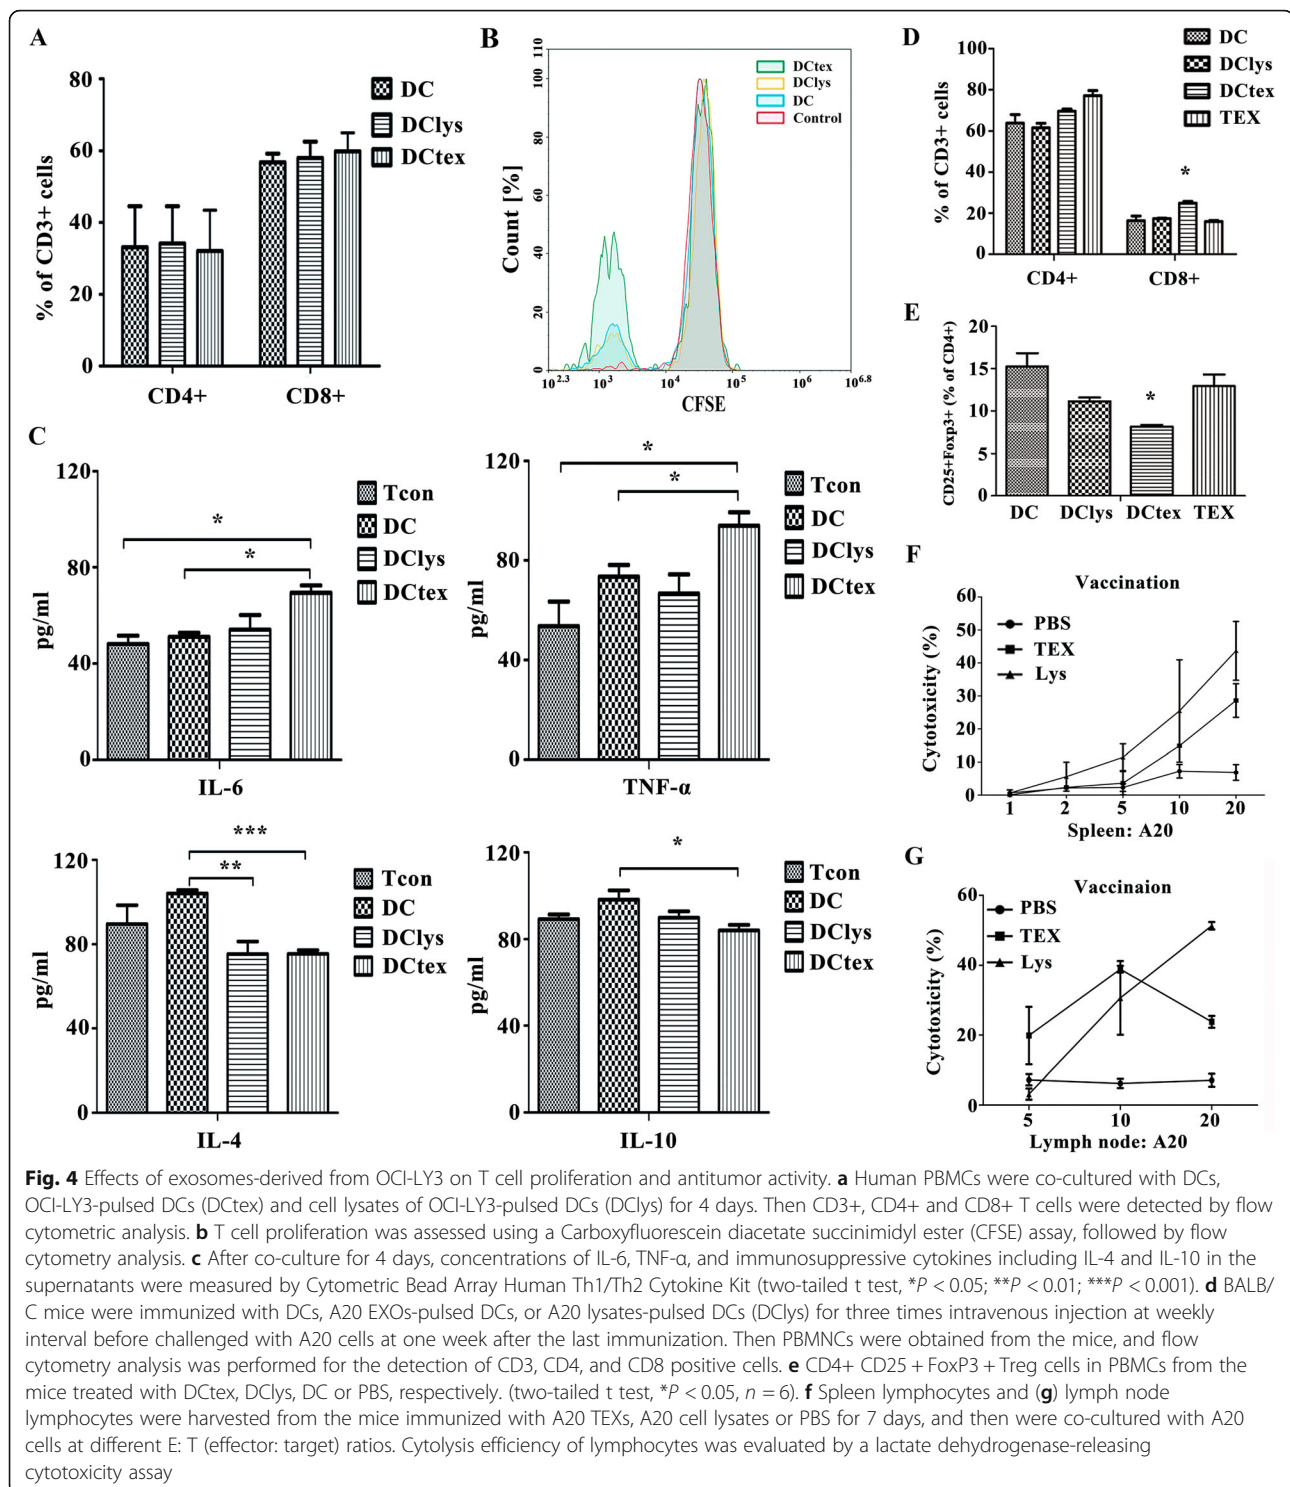 A
% of CD3+ cells
80
60
40
20
0
CD4+ CD8+
DC
DClys
DCtex
B
Count [%]
110
100
80
60
40
20
0
10^2.3 10^3 10^4 10^5 10^6 10^6.8
CFSE
DCtex
DClys
DC
Control
D
% of CD3+ cells
100
80
60
40
20
0
CD4+ CD8+
*
DC
DClys
DCtex
TEX
E
CD25+Foxp3+ (% of CD4+)
20
15
10
5
0
*
DC DClys DCtex TEX
C
pg/ml
120
80
40
0
*
*
IL-6
Tcon
DC
DClys
DCtex
pg/ml
120
80
40
0
*
*
TNF-α
Tcon
DC
DClys
DCtex
pg/ml
120
80
40
0
***
**
IL-4
Tcon
DC
DClys
DCtex
pg/ml
120
80
40
0
*
IL-10
Tcon
DC
DClys
DCtex
F
Vaccination
Cytotoxicity (%)
60
50
40
30
20
10
0
PBS
TEX
Lys
1 2 5 10 20
Spleen: A20
G
Vaccinaion
Cytotoxicity (%)
60
40
20
0
PBS
TEX
Lys
5 10 20
Lymph node: A20
Fig. 4 Effects of exosomes-derived from OCI-LY3 on T cell proliferation and antitumor activity. a Human PBMCs were co-cultured with DCs,
OCI-LY3-pulsed DCs (DCtex) and cell lysates of OCI-LY3-pulsed DCs (DClys) for 4 days. Then CD3+, CD4+ and CD8+ T cells were detected by flow
cytometric analysis. b T cell proliferation was assessed using a Carboxyfluorescein diacetate succinimidyl ester (CFSE) assay, followed by flow
cytometry analysis. c After co-culture for 4 days, concentrations of IL-6, TNF-α, and immunosuppressive cytokines including IL-4 and IL-10 in the
supernatants were measured by Cytometric Bead Array Human Th1/Th2 Cytokine Kit (two-tailed t test, *P < 0.05; **P < 0.01; ***P < 0.001). d BALB/
C mice were immunized with DCs, A20 EXOs-pulsed DCs, or A20 lysates-pulsed DCs (DClys) for three times intravenous injection at weekly
interval before challenged with A20 cells at one week after the last immunization. Then PBMNCs were obtained from the mice, and flow
cytometry analysis was performed for the detection of CD3, CD4, and CD8 positive cells. e CD4+ CD25 + FoxP3 + Treg cells in PBMCs from the
mice treated with DCtex, DClys, DC or PBS, respectively. (two-tailed t test, *P < 0.05, n = 6). f Spleen lymphocytes and (g) lymph node
lymphocytes were harvested from the mice immunized with A20 TEXs, A20 cell lysates or PBS for 7 days, and then were co-cultured with A20
cells at different E: T (effector: target) ratios. Cytolysis efficiency of lymphocytes was evaluated by a lactate dehydrogenase-releasing
cytotoxicity assay